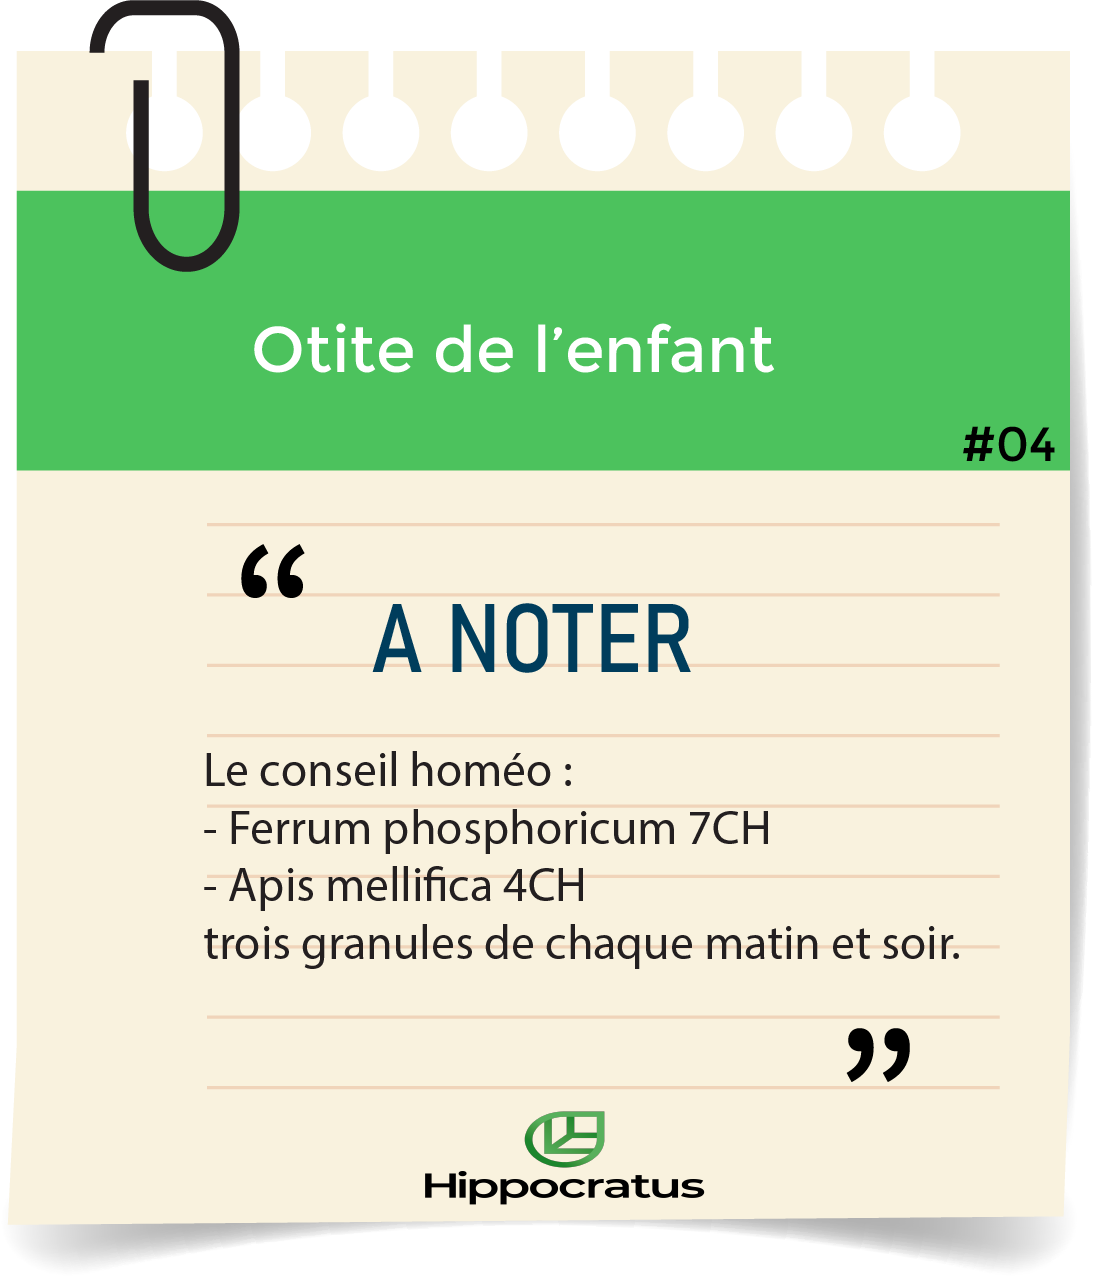 Otite de l’enfant
#04
“
A NOTER
Le conseil homéo :
- Ferrum phosphoricum 7CH
- Apis mellifica 4CH
trois granules de chaque matin et soir.
”
Hippocratus